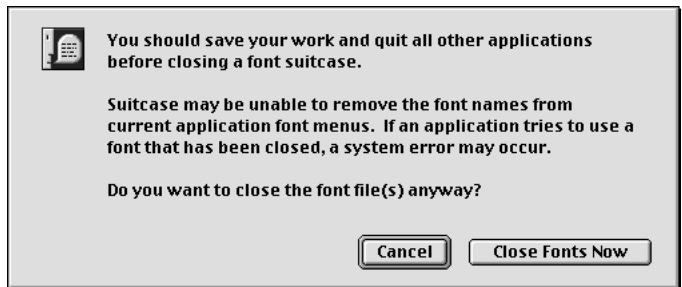 You should save your work and quit all other applications
before closing a font suitcase.
Suitcase may be unable to remove the font names from
current application font menus.  If an application tries to use a
font that has been closed, a system error may occur.
Do you want to close the font file(s) anyway?
Cancel
Close Fonts Now